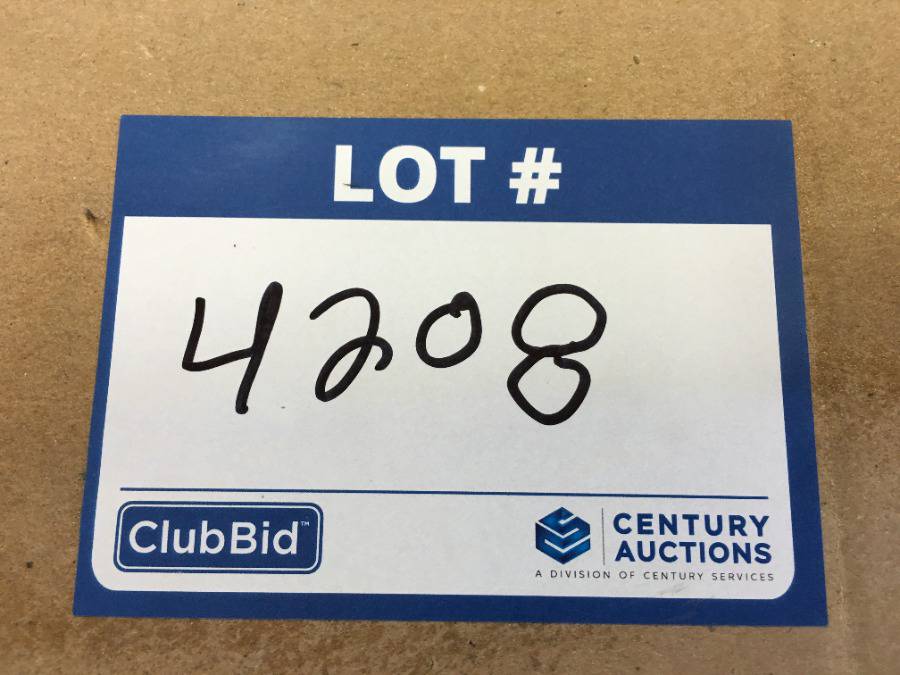 LOT #
4208
ClubBid™
CENTURY
AUCTIONS
A DIVISION OF CENTURY SERVICES